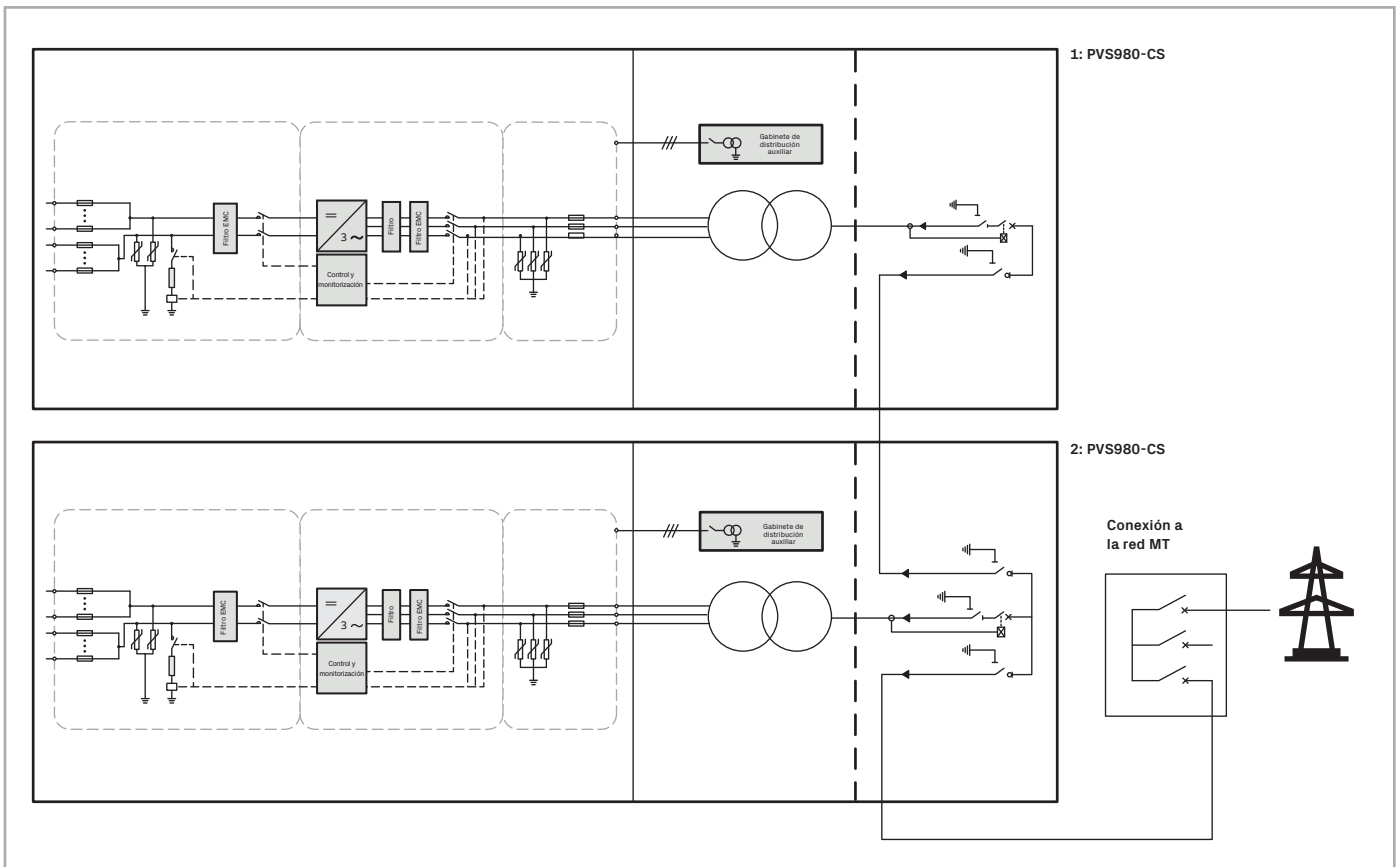 1: PVS980-CS
Gabinete de
distribución
auxiliar
Filtro EMC
3 ~
Filtro
Filtro EMC
Control y
monitorización
2: PVS980-CS
Gabinete de
distribución
auxiliar
Conexión a
la red MT
Filtro EMC
3 ~
Filtro
Filtro EMC
Control y
monitorización